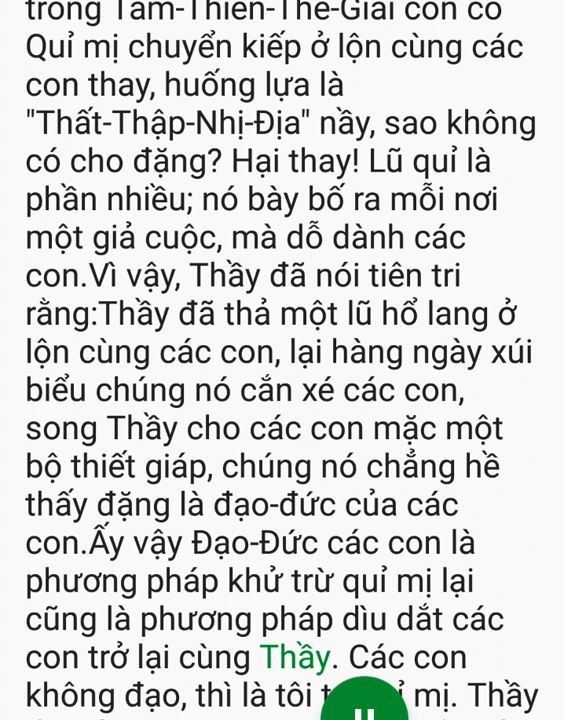 trong Tam-Thiên-Thế-Giái còn có
Quỉ mị chuyển kiếp ở lộn cùng các
con thay, huống lựa là
"Thất-Thập-Nhị-Địa" nầy, sao không
có cho đặng? Hại thay! Lũ quỉ là
phần nhiều; nó bày bố ra mỗi nơi
một giả cuộc, mà dỗ dành các
con.Vì vậy, Thầy đã nói tiên tri
rằng:Thầy đã thả một lũ hổ lang ở
lộn cùng các con, lại hàng ngày xúi
biểu chúng nó cắn xé các con,
song Thầy cho các con mặc một
bộ thiết giáp, chúng nó chẳng hề
thấy đặng là đạo-đức của các
con.Ấy vậy Đạo-Đức các con là
phương pháp khử trừ quỉ mị lại
cũng là phương pháp dìu dắt các
con trở lại cùng Thầy. Các con
không đạo, thì là tôi mị. Thầy